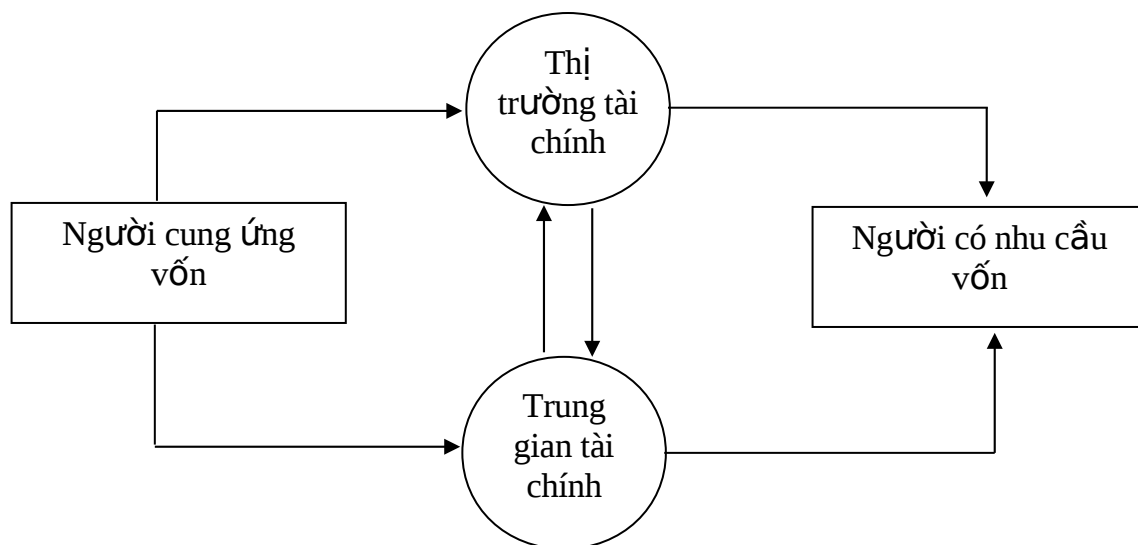 Thị
trường tài
chính
Người cung ứng
vốn
Người có nhu cầu
vốn
Trung
gian tài
chính